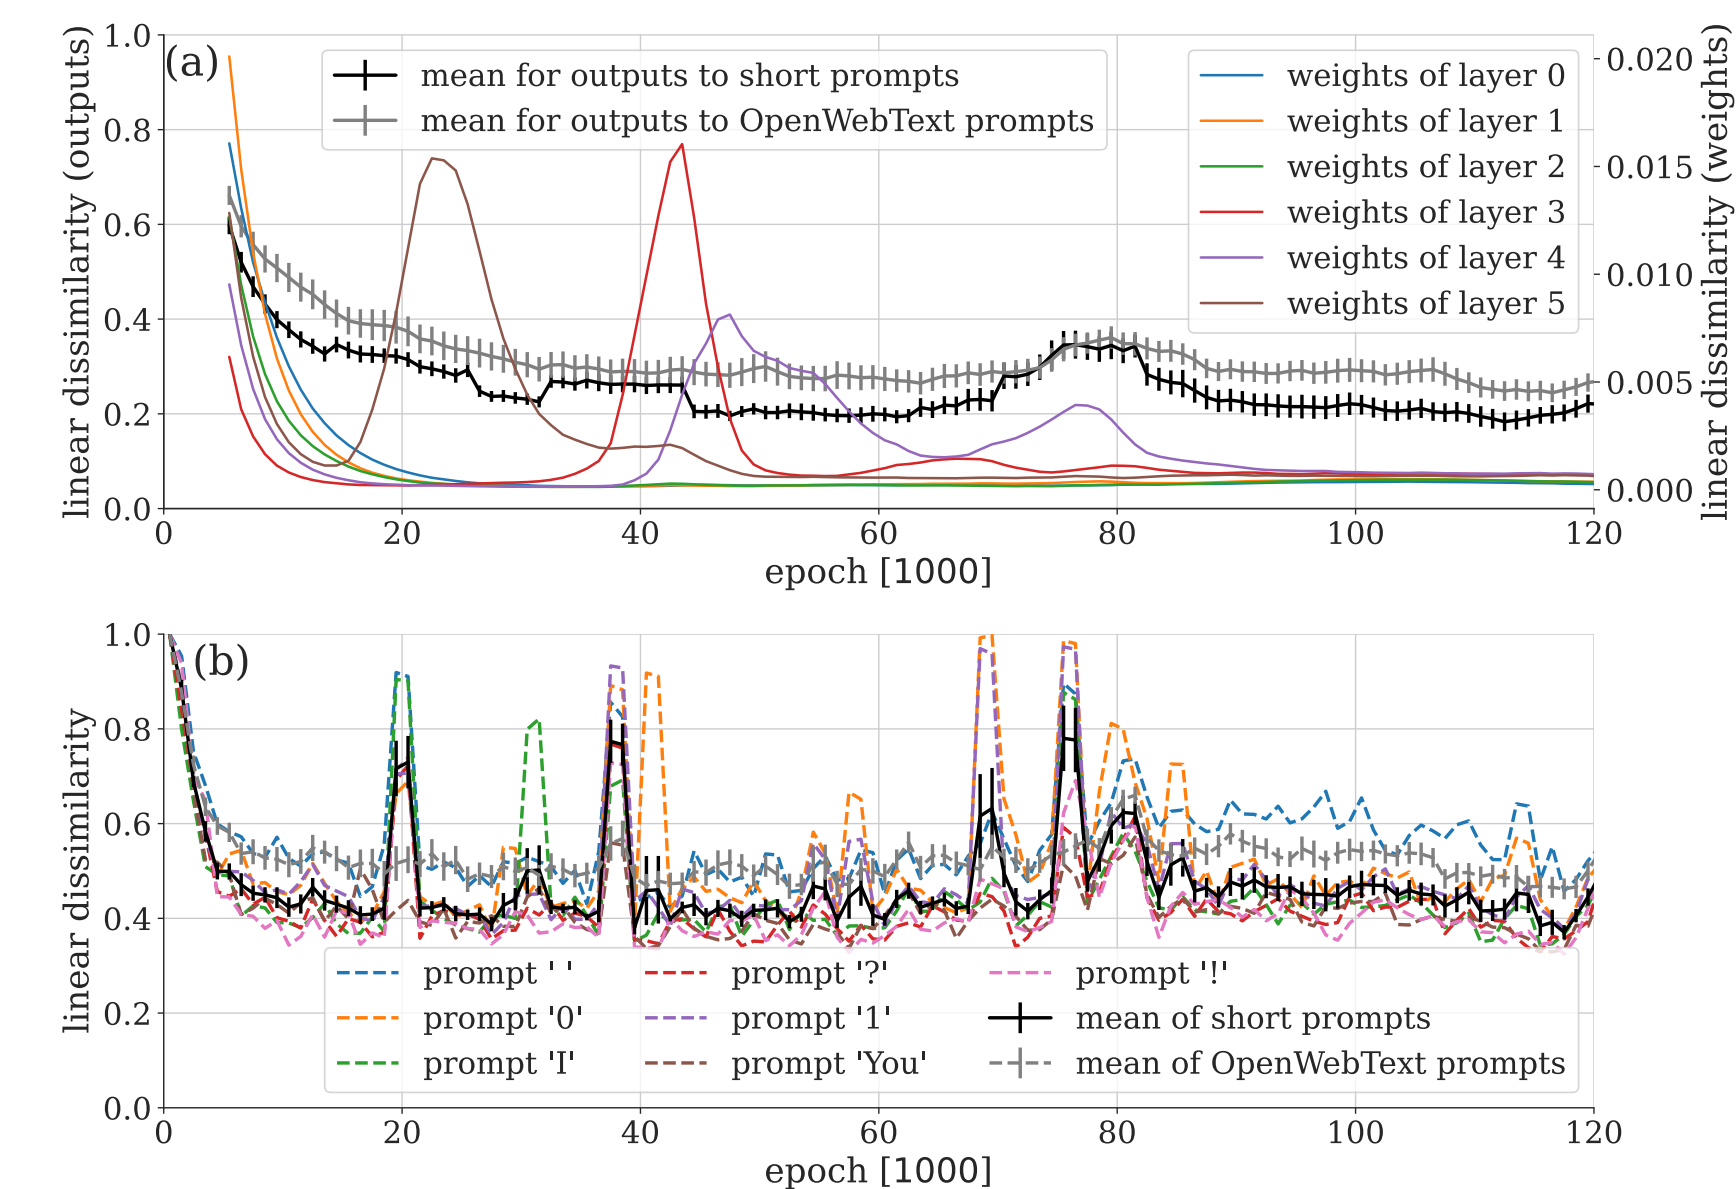 (a)
linear dissimilarity (outputs)
1.0
0.8
0.6
0.4
0.2
0.0
mean for outputs to short prompts
mean for outputs to OpenWebText prompts
weights of layer 0
weights of layer 1
weights of layer 2
weights of layer 3
weights of layer 4
weights of layer 5
0.020
0.015
0.010
0.005
0.000
linear dissimilarity (weights)
0 20 40 60 80 100 120
epoch [1000]
(b)
linear dissimilarity
1.0
0.8
0.6
0.4
0.2
0.0
prompt ' ' prompt '?' prompt '!'
prompt '0' prompt '1' mean of short prompts
prompt 'I' prompt 'You' mean of OpenWebText prompts
0 20 40 60 80 100 120
epoch [1000]